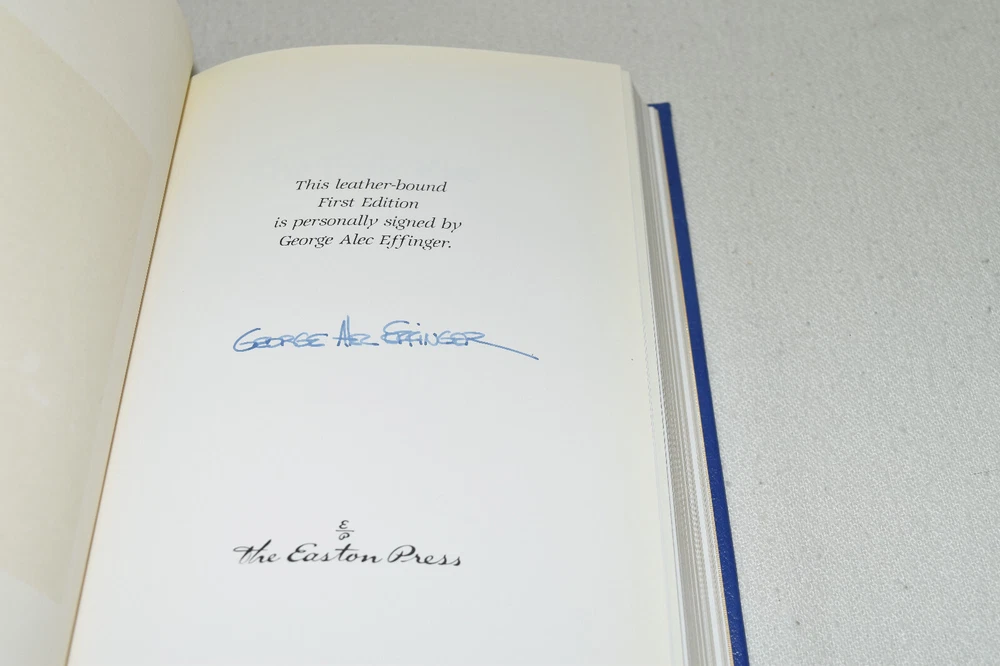 This leather-bound
First Edition
is personally signed by
George Alec Effinger.
GEORGE ALEC EFFINGER
E
P
the Easton Press